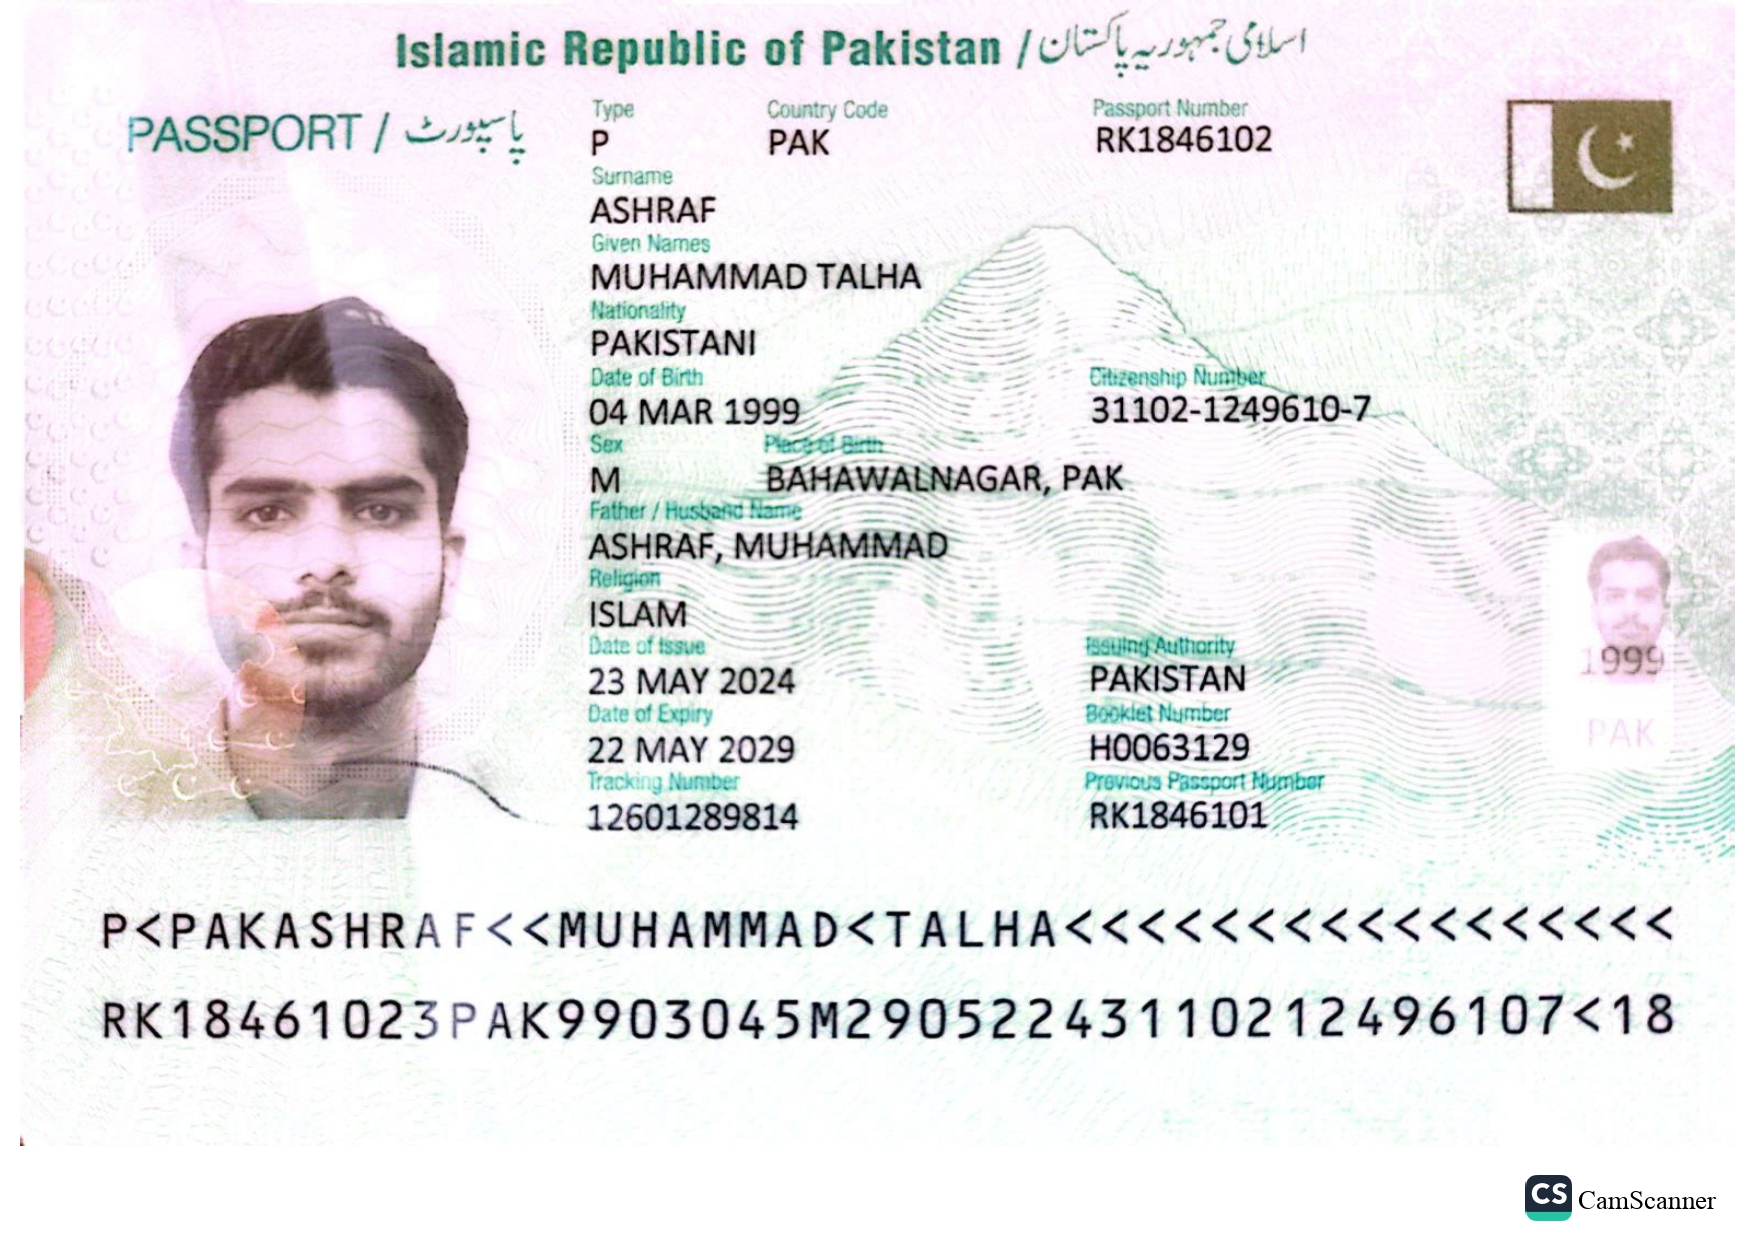 Islamic Republic of Pakistan / اسلامی جمہوریہ پاکستان
PASSPORT / پاسپورٹ
Type Country Code Passport Number
P PAK RK1846102
Surname
ASHRAF
Given Names
MUHAMMAD TALHA
Nationality
PAKISTANI
Date of Birth Citizenship Number
04 MAR 1999 31102-1249610-7
Sex Place of Birth
M BAHAWALNAGAR, PAK
Father / Husband Name
ASHRAF, MUHAMMAD
Religion
ISLAM
Date of Issue Issuing Authority
23 MAY 2024 PAKISTAN
Date of Expiry Booklet Number
22 MAY 2029 H0063129
Tracking Number Previous Passport Number
12601289814 RK1846101
1999
PAK
P<PAKASHRAF<<MUHAMMAD<TALHA<<<<<<<<<<<<<<<<<
RK18461023PAK9903045M29052243110212496107<18
CS CamScanner